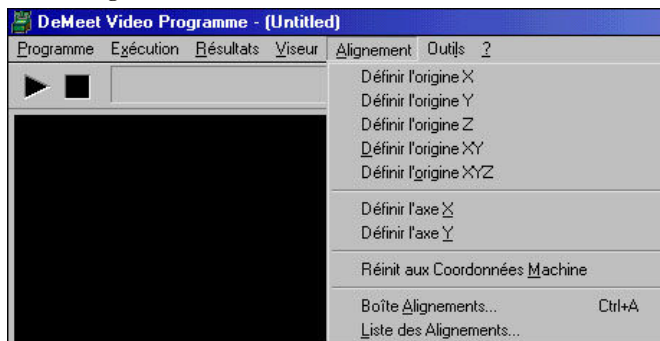 DeMeet Video Programme - (Untitled)
Programme Exécution Résultats Viseur Alignement Outils ?
Définir l'origine X
Définir l'origine Y
Définir l'origine Z
Définir l'origine XY
Définir l'origine XYZ
Définir l'axe X
Définir l'axe Y
Réinit aux Coordonnées Machine
Boîte Alignements... Ctrl+A
Liste des Alignements...